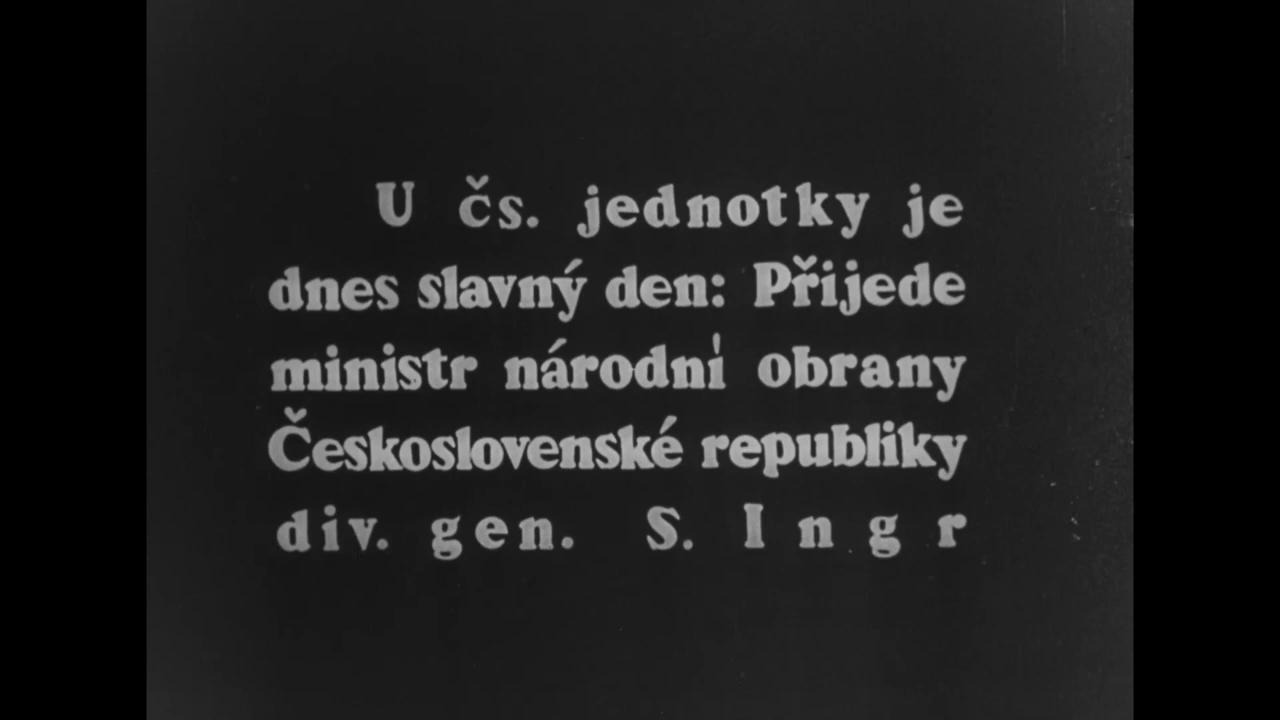 U čs. jednotky je
dnes slavný den: Přijede
ministr národní obrany
Československé republiky
div. gen. S. Ingr